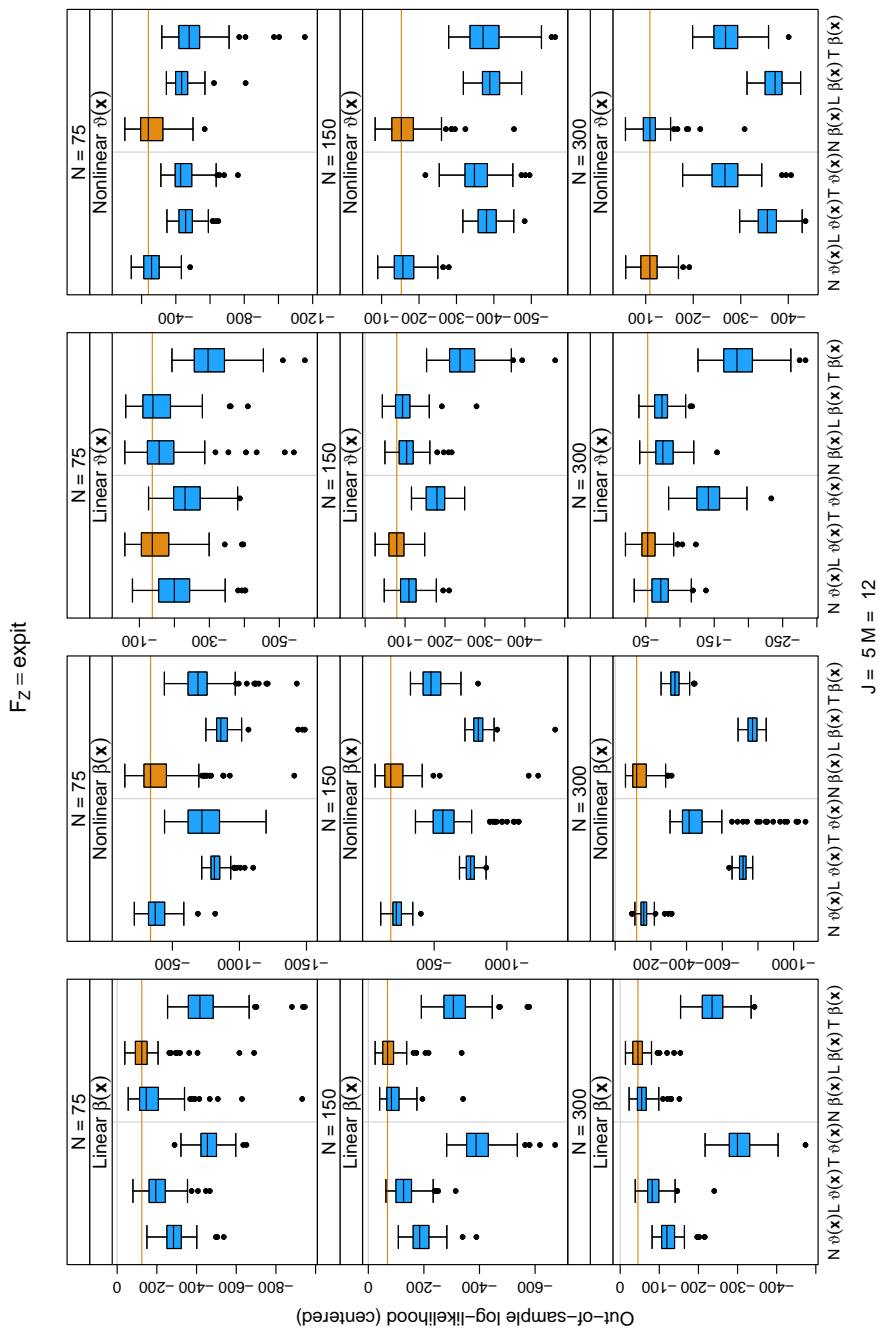 F_Z = expit
N = 75
N = 75
N = 75
N = 75
Linear β(x)
Nonlinear β(x)
Linear ϑ(x)
Nonlinear ϑ(x)
0
−200
−400
−600
−800
−500
−1000
−1500
−100
−300
−500
−400
−800
−1200
N = 150
N = 150
N = 150
N = 150
Linear β(x)
Nonlinear β(x)
Linear ϑ(x)
Nonlinear ϑ(x)
0
−200
−400
−600
−500
−1000
−100
−200
−300
−400
−100
−200
−300
−400
−500
N = 300
N = 300
N = 300
N = 300
Linear β(x)
Nonlinear β(x)
Linear ϑ(x)
Nonlinear ϑ(x)
0
−100
−200
−300
−400
−200
−400
−600
−800
−1000
−50
−150
−250
−100
−200
−300
−400
N ϑ(x) L ϑ(x) T ϑ(x) N β(x) L β(x) T β(x)
N ϑ(x) L ϑ(x) T ϑ(x) N β(x) L β(x) T β(x)
N ϑ(x) L ϑ(x) T ϑ(x) N β(x) L β(x) T β(x)
N ϑ(x) L ϑ(x) T ϑ(x) N β(x) L β(x) T β(x)
Out−of−sample log−likelihood (centered)
J = 5 M = 12